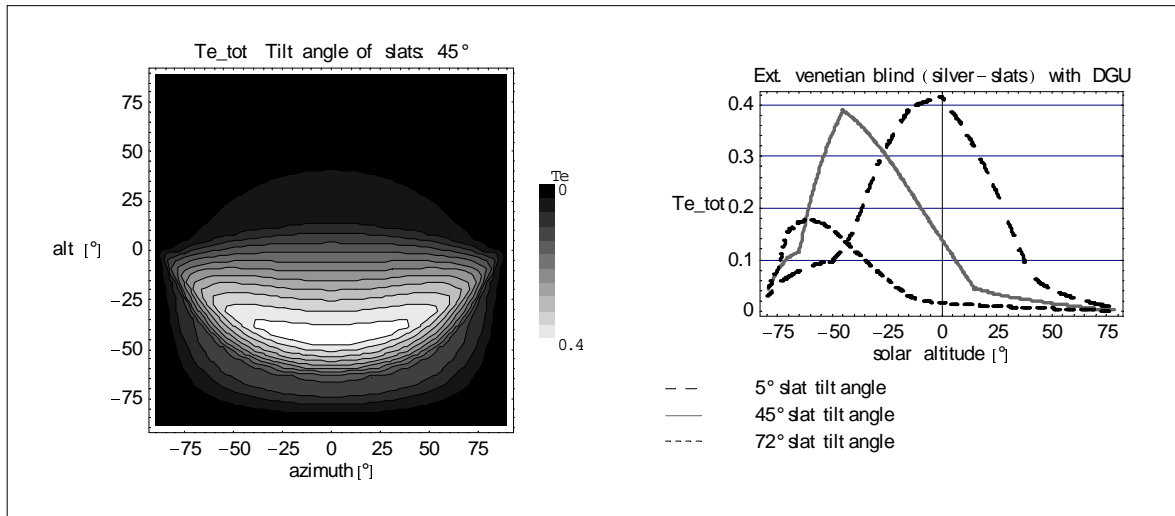 Te_tot Tilt angle of slats: 45°
75
50
25
0
−25
−50
−75
alt [°]
−75 −50 −25 0 25 50 75
azimuth[°]
Te
0
0.4
Ext. venetian blind (silver−slats) with DGU
0.4
0.3
0.2
0.1
0
Te_tot
−75 −50 −25 0 25 50 75
solar altitude[°]
5° slat tilt angle
45° slat tilt angle
72° slat tilt angle